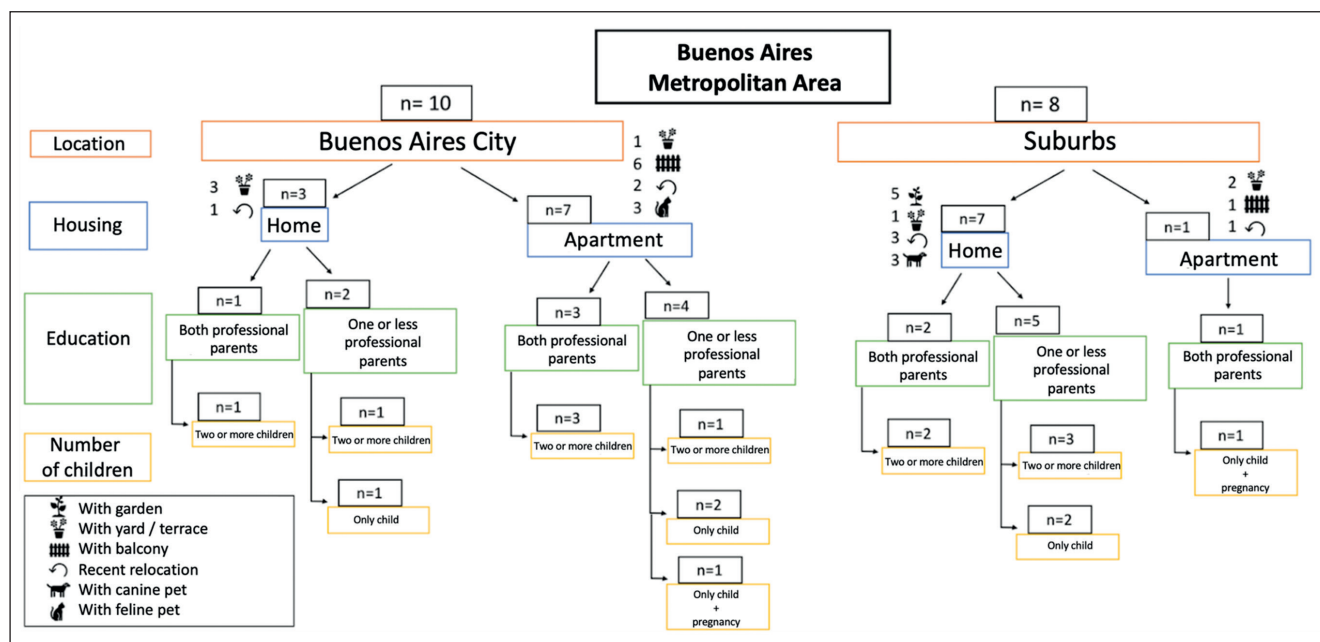 Buenos Aires
Metropolitan Area
n= 10
n= 8
Location
Buenos Aires City
Suburbs
1
6
2
3
3
1
5
1
3
3
2
1
1
Housing
n=3
Home
n=7
Apartment
n=7
Home
n=1
Apartment
Education
n=1
Both professional
parents
n=2
One or less
professional
parents
n=3
Both professional
parents
n=4
One or less
professional
parents
n=2
Both professional
parents
n=5
One or less
professional
parents
n=1
Both professional
parents
Number
of children
n=1
Two or more children
n=1
Two or more children
n=1
Only child
n=3
Two or more children
n=1
Two or more children
n=2
Only child
n=1
Only child
+
pregnancy
n=2
Two or more children
n=3
Two or more children
n=2
Only child
n=1
Only child
+
pregnancy
With garden
With yard / terrace
With balcony
Recent relocation
With canine pet
With feline pet